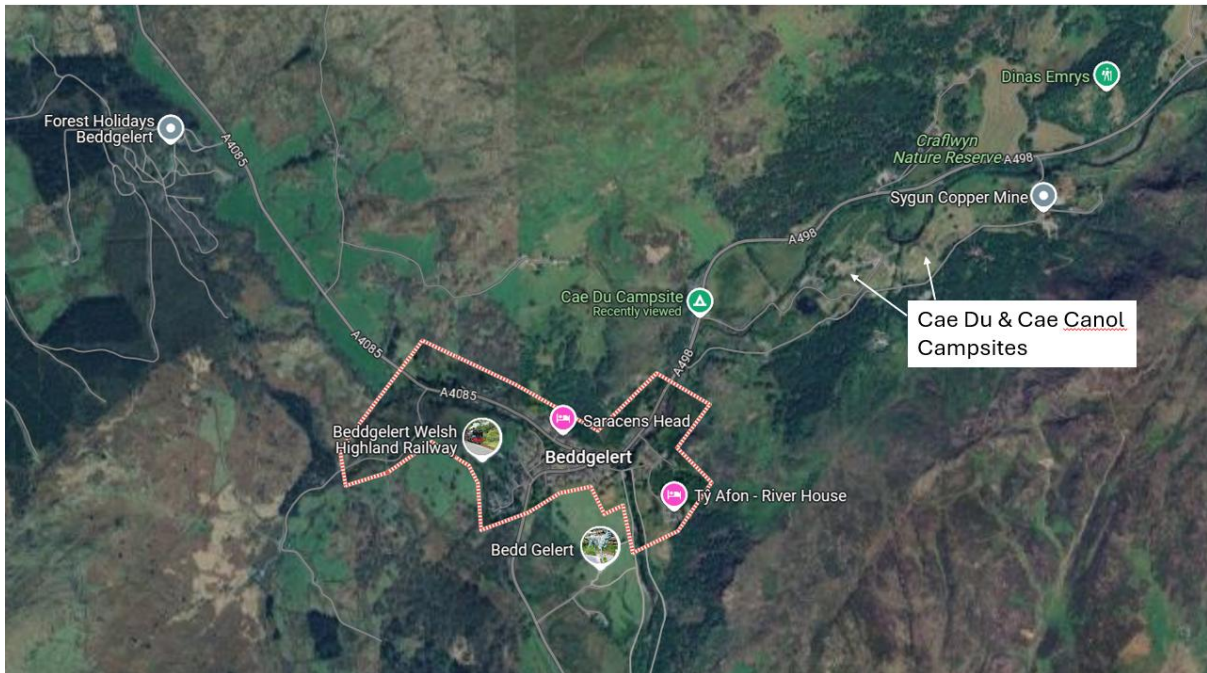 Dinas Emrys
Forest Holidays
Beddgelert
A4085
Craflwyn
Nature Reserve
A498
Sygun Copper Mine
A498
Cae Du Campsite
Recently viewed
Cae Du & Cae Canol
Campsites
A4085
A498
A4085
Saracens Head
Beddgelert Welsh
Highland Railway
Beddgelert
Tŷ Afon - River House
Bedd Gelert